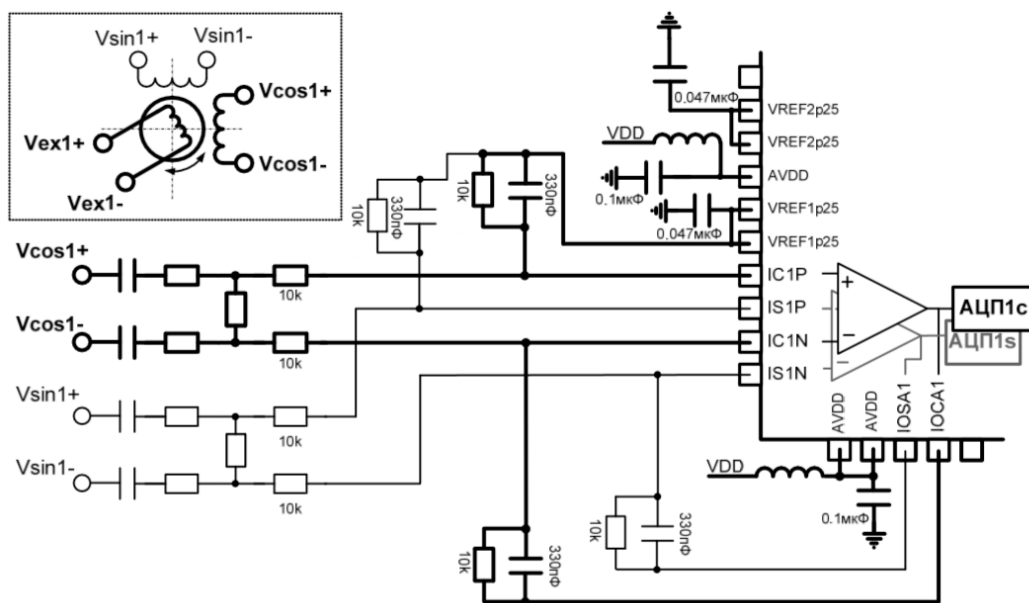 Vsin1+
Vsin1-
Vcos1+
Vex1+
Vcos1-
Vex1-
0.047мкФ
VREF2p25
VDD
VREF2p25
AVDD
0.1мкФ
VREF1p25
0.047мкФ
VREF1p25
10k
330пФ
10k
330пФ
Vcos1+
10k
IC1P
IS1P
Vcos1-
10k
IC1N
IS1N
+
−
−
АЦП1c
АЦП1s
Vsin1+
10k
Vsin1-
10k
AVDD
AVDD
IOSA1
IOCA1
VDD
0.1мкФ
10k
330пФ
10k
330пФ